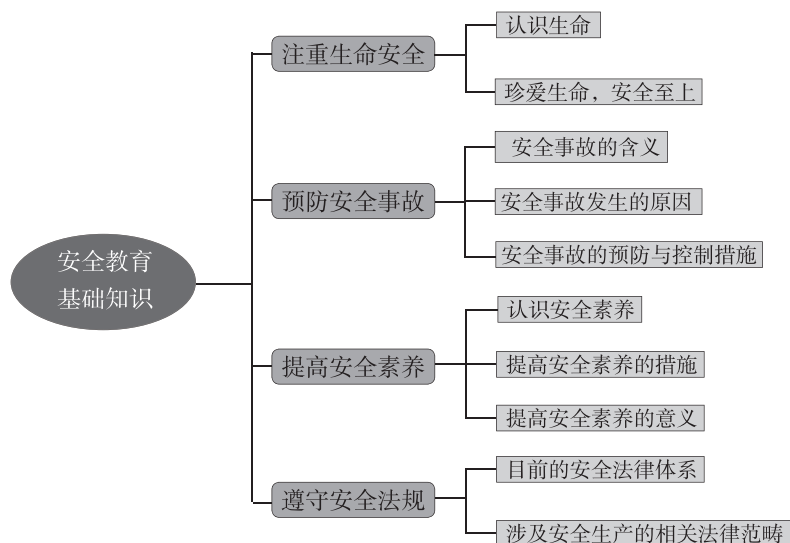 安全教育
基础知识
注重生命安全
认识生命
珍爱生命，安全至上
预防安全事故
安全事故的含义
安全事故发生的原因
安全事故的预防与控制措施
提高安全素养
认识安全素养
提高安全素养的措施
提高安全素养的意义
遵守安全法规
目前的安全法律体系
涉及安全生产的相关法律范畴